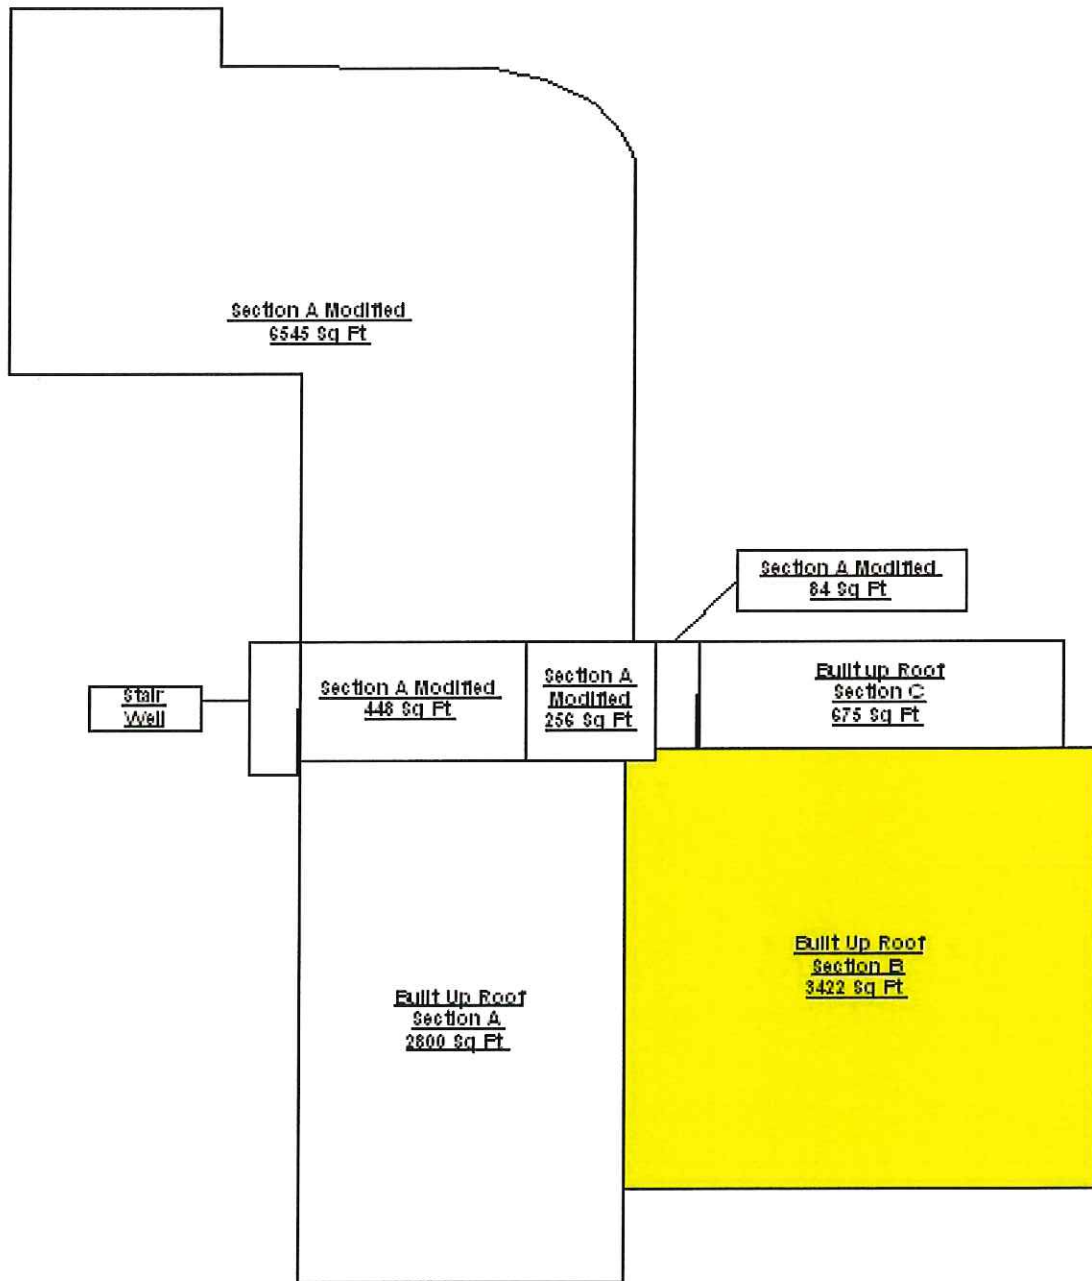 Section A Modified
6545 Sq Ft
Section A Modified
84 Sq Ft
Stair
Well
Section A Modified
448 Sq Ft
Section A
Modified
256 Sq Ft
Built up Roof
Section C
675 Sq Ft
Built Up Roof
Section B
3422 Sq Ft
Built Up Roof
Section A
2800 Sq Ft